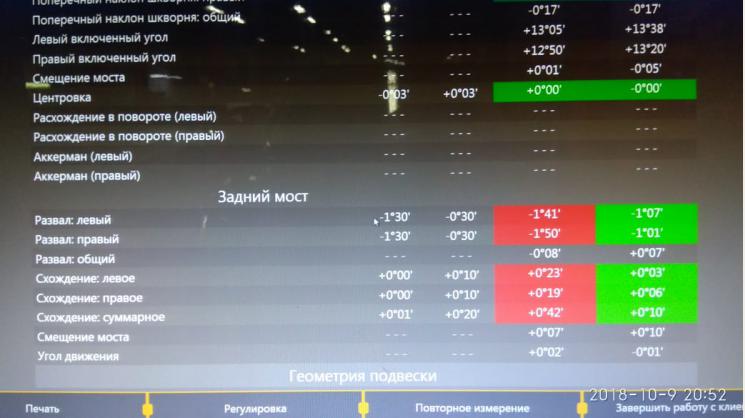 Поперечный наклон шкворня: правый
Поперечный наклон шкворня: общий --- --- -0°17' -0°17'
Левый включенный угол --- --- +13°05' +13°38'
Правый включенный угол --- --- +12°50' +13°20'
Смещение моста --- --- +0°01' -0°05'
Центровка -0°03' +0°03' +0°00' -0°00'
Расхождение в повороте (левый) --- --- --- ---
Расхождение в повороте (правый) --- --- --- ---
Аккерман (левый) --- --- --- ---
Аккерман (правый) --- --- --- ---
Задний мост
Развал: левый -1°30' -0°30' -1°41' -1°07'
Развал: правый -1°30' -0°30' -1°50' -1°01'
Развал: общий --- --- -0°08' +0°07'
Схождение: левое +0°00' +0°10' +0°23' +0°03'
Схождение: правое +0°00' +0°10' +0°19' +0°06'
Схождение: суммарное +0°01' +0°20' +0°42' +0°10'
Смещение моста --- --- +0°07' +0°10'
Угол движения --- --- +0°02' -0°01'
Геометрия подвески
2018-10-9 20:52
Печать Регулировка Повторное измерение Завершить работу с клие